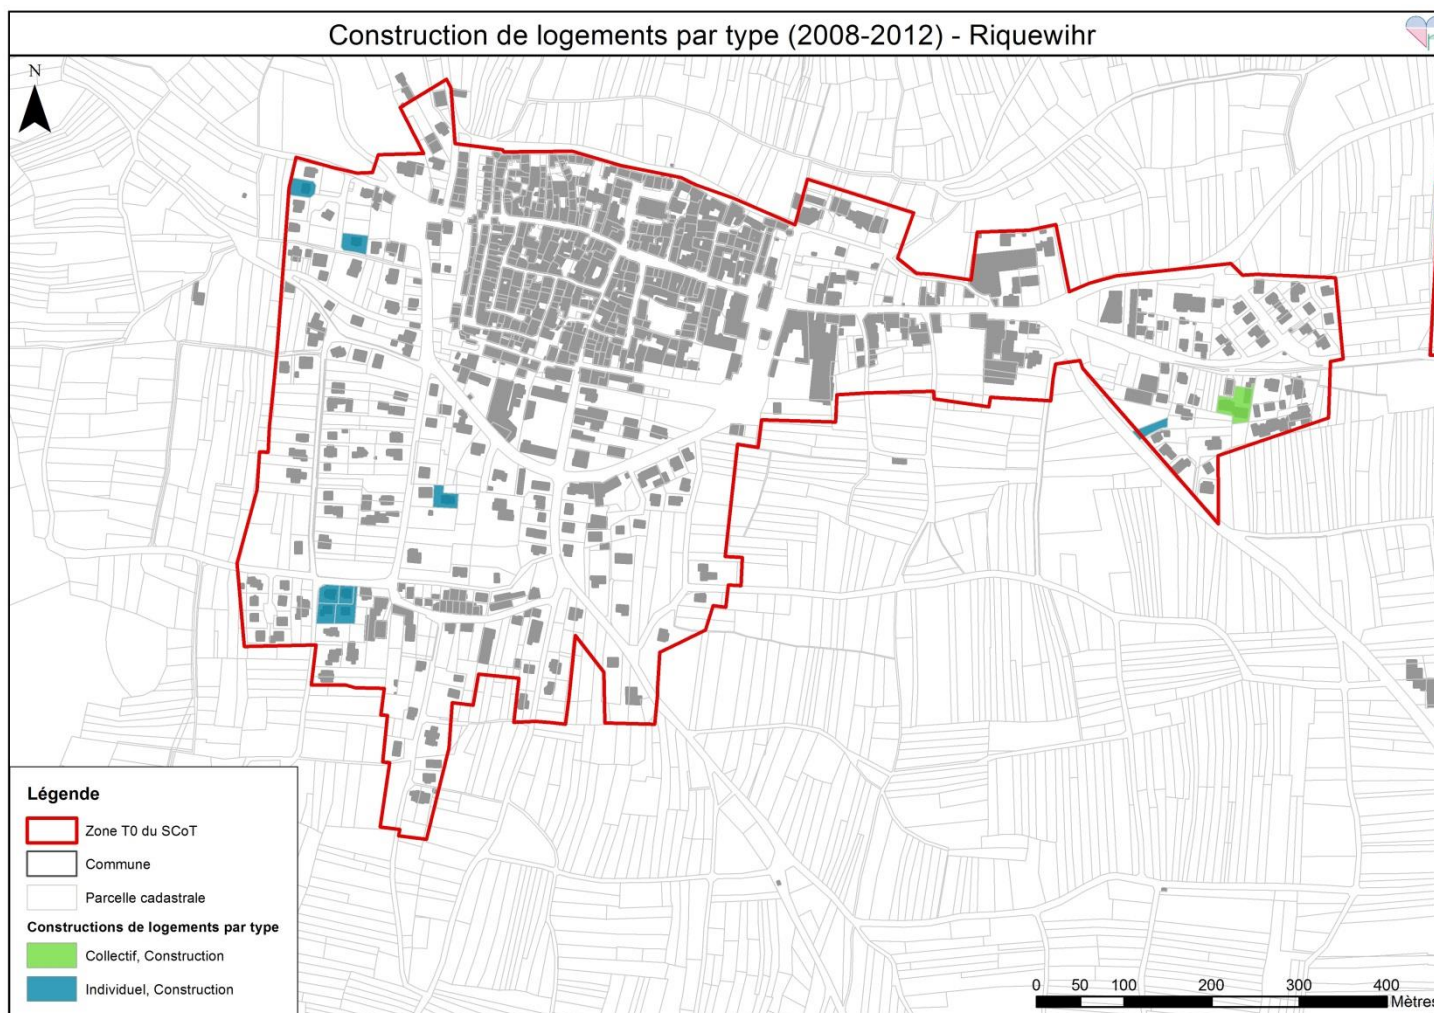 Construction de logements par type (2008-2012) - Riquewihr
N
Légende
Zone T0 du SCoT
Commune
Parcelle cadastrale
Constructions de logements par type
Collectif, Construction
Individuel, Construction
0 50 100 200 300 400
Mètres